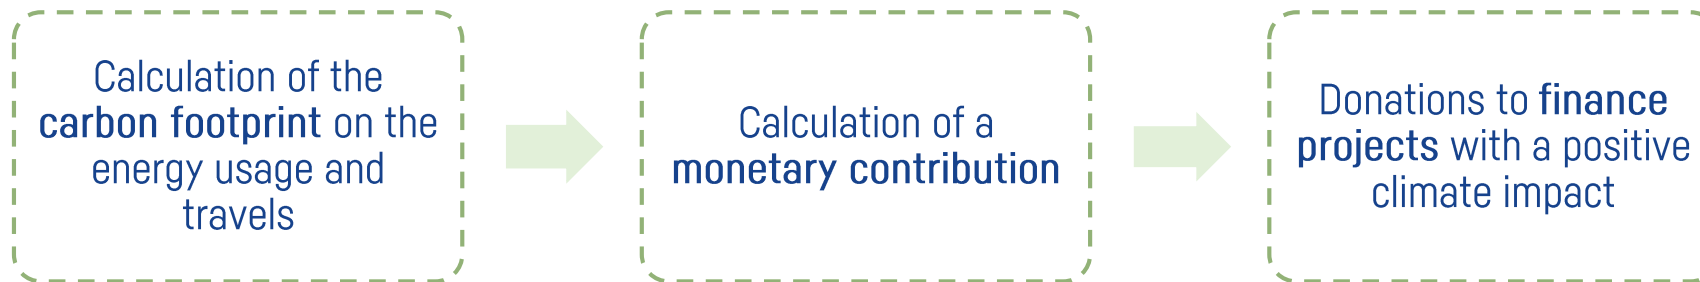 Calculation of the
carbon footprint on the
energy usage and
travels
Calculation of a
monetary contribution
Donations to finance
projects with a positive
climate impact